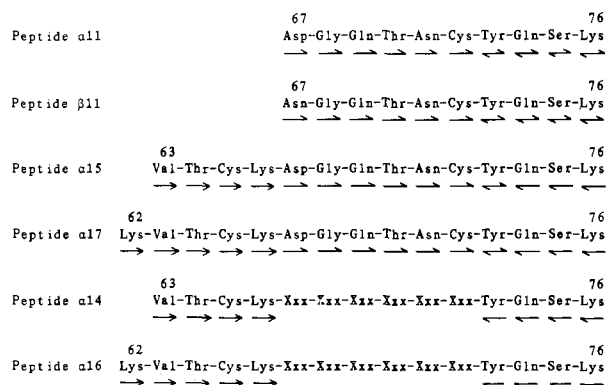 67 76
Peptide α11 Asp-Gly-Gln-Thr-Asn-Cys-Tyr-Gln-Ser-Lys
67 76
Peptide β11 Asn-Gly-Gln-Thr-Asn-Cys-Tyr-Gln-Ser-Lys
63 76
Peptide α15 Val-Thr-Cys-Lys-Asp-Gly-Gln-Thr-Asn-Cys-Tyr-Gln-Ser-Lys
62 76
Peptide α17 Lys-Val-Thr-Cys-Lys-Asp-Gly-Gln-Thr-Asn-Cys-Tyr-Gln-Ser-Lys
63 76
Peptide α14 Val-Thr-Cys-Lys-Xxx-Xxx-Xxx-Xxx-Xxx-Xxx-Tyr-Gln-Ser-Lys
62 76
Peptide α16 Lys-Val-Thr-Cys-Lys-Xxx-Xxx-Xxx-Xxx-Xxx-Xxx-Tyr-Gln-Ser-Lys